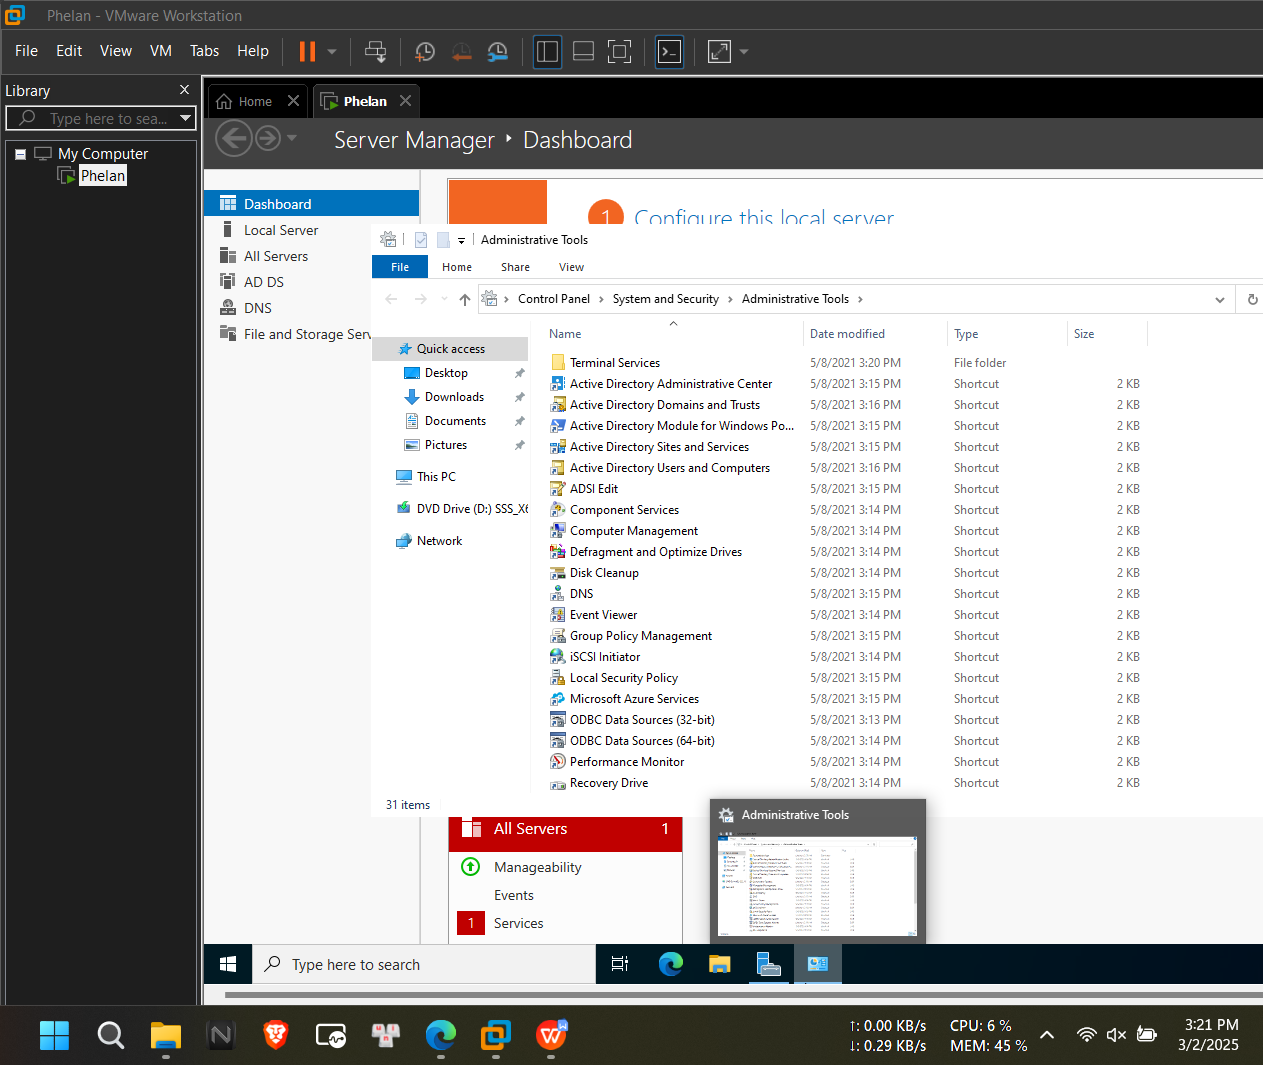 Phelan - VMware Workstation
File Edit View VM Tabs Help
Library
Type here to sea...
My Computer
Phelan
Home
Phelan
Server Manager Dashboard
Dashboard
Local Server
All Servers
AD DS
DNS
File and Storage Serv
1 Configure this local server
Administrative Tools
File Home Share View
Control Panel System and Security Administrative Tools
Quick access
Desktop
Downloads
Documents
Pictures
This PC
DVD Drive (D:) SSS_X6
Network
Name Date modified Type Size
Terminal Services 5/8/2021 3:20 PM File folder
Active Directory Administrative Center 5/8/2021 3:15 PM Shortcut 2 KB
Active Directory Domains and Trusts 5/8/2021 3:16 PM Shortcut 2 KB
Active Directory Module for Windows Po... 5/8/2021 3:15 PM Shortcut 2 KB
Active Directory Sites and Services 5/8/2021 3:15 PM Shortcut 2 KB
Active Directory Users and Computers 5/8/2021 3:16 PM Shortcut 2 KB
ADSI Edit 5/8/2021 3:15 PM Shortcut 2 KB
Component Services 5/8/2021 3:14 PM Shortcut 2 KB
Computer Management 5/8/2021 3:14 PM Shortcut 2 KB
Defragment and Optimize Drives 5/8/2021 3:14 PM Shortcut 2 KB
Disk Cleanup 5/8/2021 3:14 PM Shortcut 2 KB
DNS 5/8/2021 3:15 PM Shortcut 2 KB
Event Viewer 5/8/2021 3:14 PM Shortcut 2 KB
Group Policy Management 5/8/2021 3:15 PM Shortcut 2 KB
iSCSI Initiator 5/8/2021 3:14 PM Shortcut 2 KB
Local Security Policy 5/8/2021 3:15 PM Shortcut 2 KB
Microsoft Azure Services 5/8/2021 3:15 PM Shortcut 2 KB
ODBC Data Sources (32-bit) 5/8/2021 3:13 PM Shortcut 2 KB
ODBC Data Sources (64-bit) 5/8/2021 3:14 PM Shortcut 2 KB
Performance Monitor 5/8/2021 3:14 PM Shortcut 2 KB
Recovery Drive 5/8/2021 3:14 PM Shortcut 2 KB
31 items
Administrative Tools
All Servers 1
Manageability
Events
1 Services
Type here to search
↑: 0.00 KB/s CPU: 6 %
↓: 0.29 KB/s MEM: 45 %
3:21 PM
3/2/2025